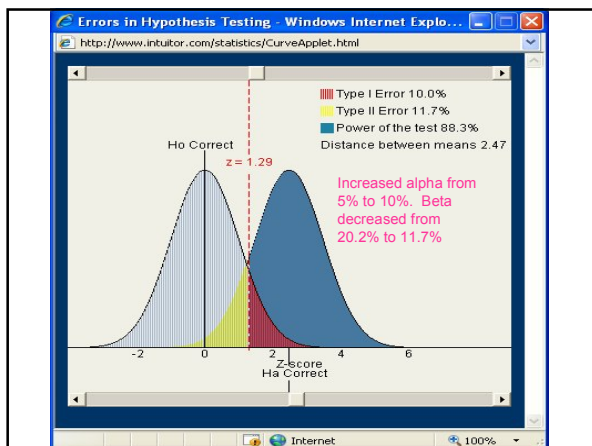 Errors in Hypothesis Testing - Windows Internet Explo...
http://www.intuitor.com/statistics/CurveApplet.html
Type I Error 10.0%
Type II Error 11.7%
Power of the test 88.3%
Distance between means 2.47
Ho Correct
z = 1.29
Increased alpha from
5% to 10%. Beta
decreased from
20.2% to 11.7%
-2 0 2 4 6
Z-score
Ha Correct
Internet 100%